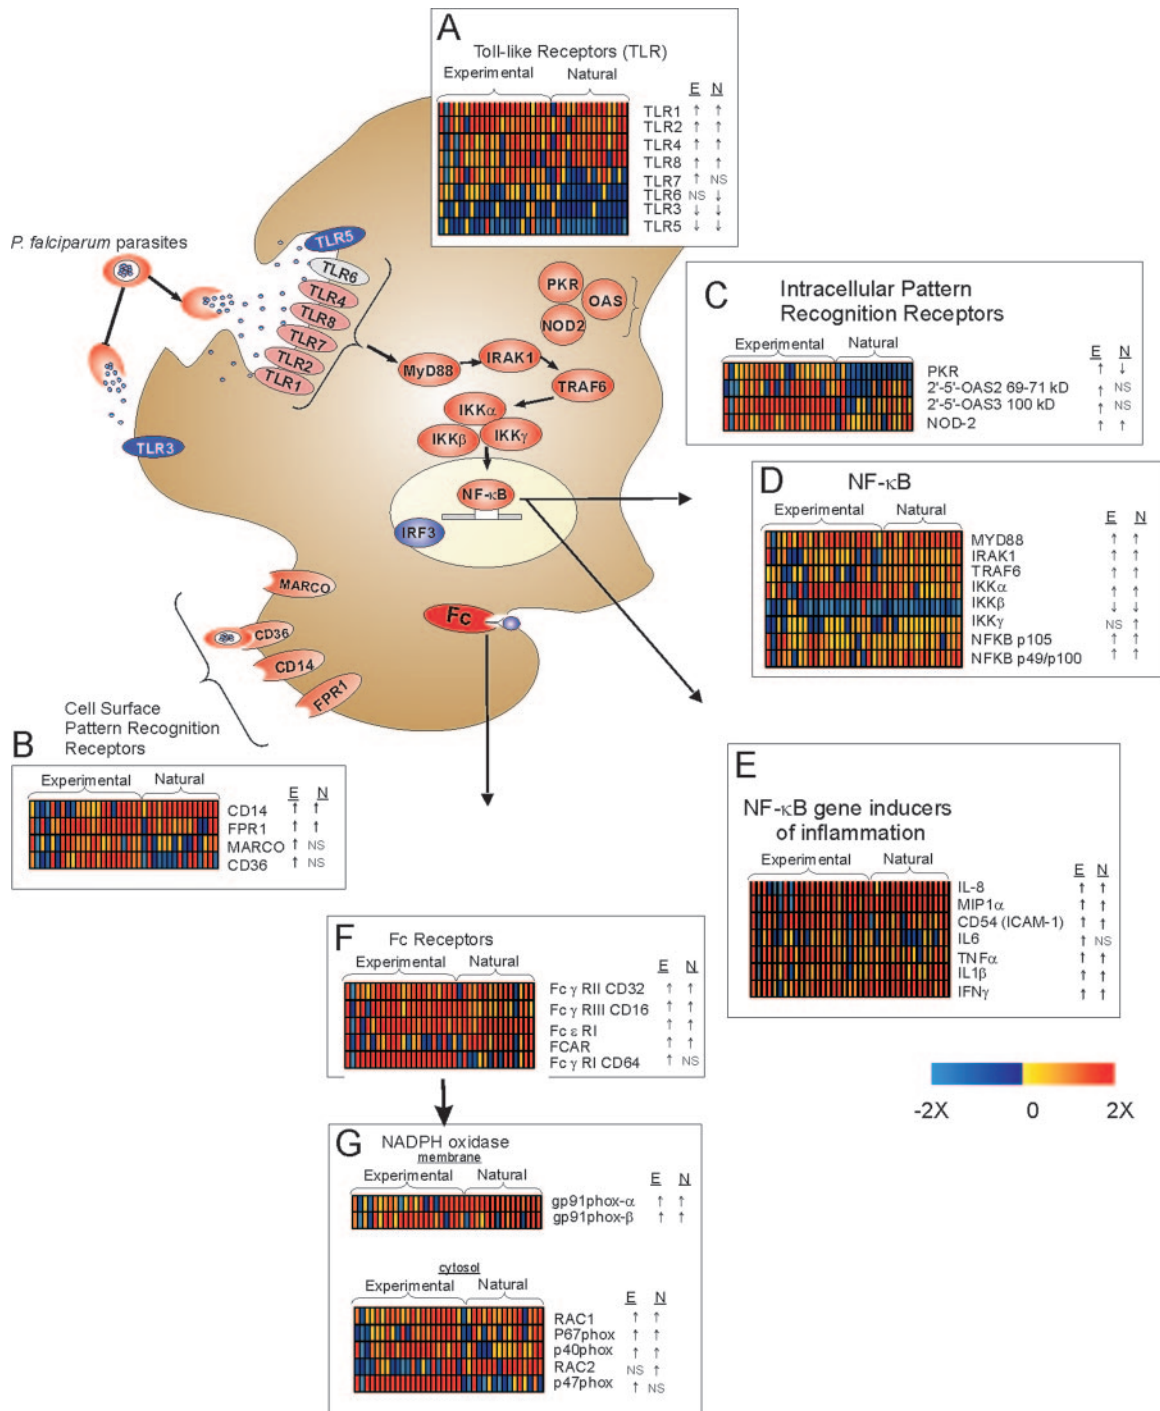 A
Toll-like Receptors (TLR)
Experimental Natural
E N
TLR1 ↑ ↑
TLR2 ↑ ↑
TLR4 ↑ ↑
TLR8 ↑ ↑
TLR7 ↑ NS
TLR6 NS ↓
TLR3 ↓ ↓
TLR5 ↓ ↓
P. falciparum parasites
TLR5
TLR6
TLR4
TLR8
TLR7
TLR2
TLR1
TLR3
PKR
OAS
NOD2
MyD88
IRAK1
TRAF6
IKKα
IKKβ
IKKγ
NF-κB
IRF3
MARCO
CD36
CD14
FPR1
Fc
C
Intracellular Pattern
Recognition Receptors
Experimental Natural
E N
PKR ↑ ↓
2'-5'-OAS2 69-71 kD ↑ NS
2'-5'-OAS3 100 kD ↑ NS
NOD-2 ↑ ↑
D
NF-κB
Experimental Natural
E N
MYD88 ↑ ↑
IRAK1 ↑ ↑
TRAF6 ↑ ↑
IKKα ↑ ↑
IKKβ ↓ ↓
IKKγ NS ↑
NFKB p105 ↑ ↑
NFKB p49/p100 ↑ ↑
Cell Surface
Pattern Recognition
Receptors
B
Experimental Natural
E N
CD14 ↑ ↑
FPR1 ↑ ↑
MARCO ↑ NS
CD36 ↑ NS
E
NF-κB gene inducers
of inflammation
Experimental Natural
E N
IL-8 ↑ ↑
MIP1α ↑ ↑
CD54 (ICAM-1) ↑ ↑
IL6 ↑ NS
TNFα ↑ ↑
IL1β ↑ ↑
IFNγ ↑ ↑
F
Fc Receptors
Experimental Natural
E N
Fc γ RII CD32 ↑ ↑
Fc γ RIII CD16 ↑ ↑
Fc ε RI ↑ ↑
FCAR ↑ ↑
Fc γ RI CD64 ↑ NS
-2X 0 2X
G
NADPH oxidase
membrane
Experimental Natural
E N
gp91phox-α ↑ ↑
gp91phox-β ↑ ↑
cytosol
Experimental Natural
E N
RAC1 ↑ ↑
P67phox ↑ ↑
p40phox ↑ ↑
RAC2 NS ↑
p47phox ↑ NS